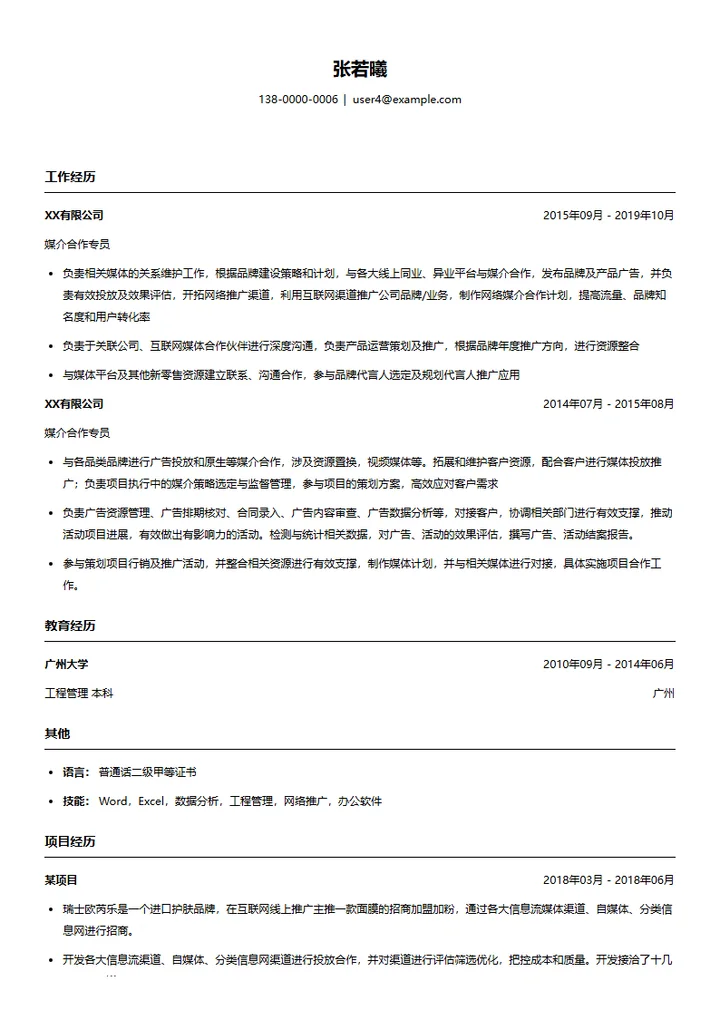 张若曦
138-0000-0006 | user4@example.com
工作经历
XX有限公司 2015年09月 - 2019年10月
媒介合作专员
• 负责相关媒体的关系维护工作，根据品牌建设策略和计划，与各大线上同业、异业平台与媒介合作，发布品牌及产品广告，并负
责有效投放及效果评估，开拓网络推广渠道，利用互联网渠道推广公司品牌/业务，制作网络媒介合作计划，提高流量、品牌知
名度和用户转化率
• 负责于关联公司、互联网媒体合作伙伴进行深度沟通，负责产品运营策划及推广，根据品牌年度推广方向，进行资源整合
• 与媒体平台及其他新零售资源建立联系、沟通合作，参与品牌代言人选定及规划代言人推广应用
XX有限公司 2014年07月 - 2015年08月
媒介合作专员
• 与各品类品牌进行广告投放和原生等媒介合作，涉及资源置换，视频媒体等。拓展和维护客户资源，配合客户进行媒体投放推
广；负责项目执行中的媒介策略选定与监督管理，参与项目的策划方案，高效应对客户需求
• 负责广告资源管理、广告排期核对、合同录入、广告内容审查、广告数据分析等，对接客户，协调相关部门进行有效支撑，推动
活动项目进展，有效做出有影响力的活动。检测与统计相关数据，对广告、活动的效果评估，撰写广告、活动结案报告。
• 参与策划项目行销及推广活动，并整合相关资源进行有效支撑，制作媒体计划，并与相关媒体进行对接，具体实施项目合作工
作。
教育经历
广州大学 2010年09月 - 2014年06月
工程管理 本科 广州
其他
• 语言： 普通话二级甲等证书
• 技能： Word，Excel，数据分析，工程管理，网络推广，办公软件
项目经历
某项目 2018年03月 - 2018年06月
• 瑞士欧芮乐是一个进口护肤品牌，在互联网线上推广主推一款面膜的招商加盟加粉，通过各大信息流媒体渠道、自媒体、分类信
息网进行招商。
• 开发各大信息流渠道、自媒体、分类信息网渠道进行投放合作，并对渠道进行评估筛选优化，把控成本和质量。开发接洽了十几